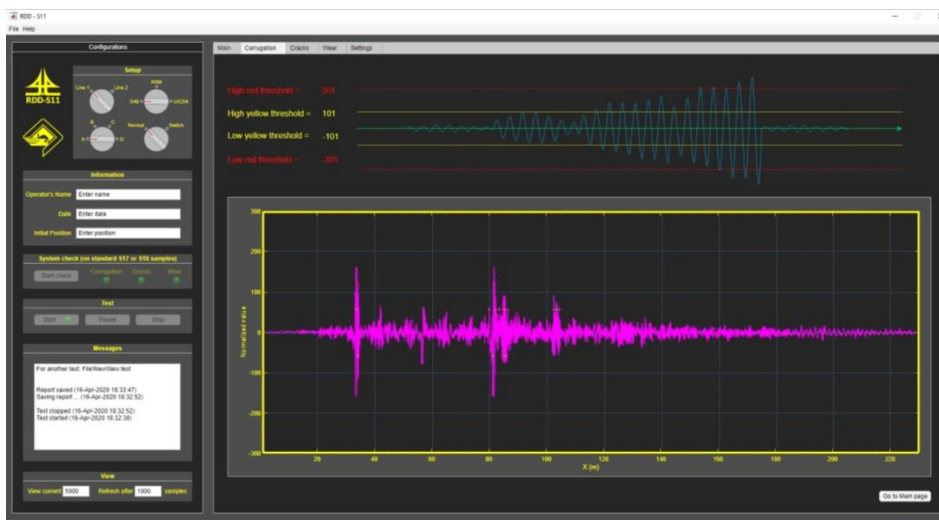 RDD - S11
File Help
Configurations
Main Corrugation Cracks Wear Settings
Setup
Line 1 Line 2 R50
S49 UIC54
RDD-S11
B C Normal Switch
A D
High red threshold = 301
High yellow threshold = 101
Low yellow threshold = -101
Low red threshold = -301
Information
Operator's Name Enter name
Date Enter date
Initial Position Enter position
System check (on standard S17 or S18 samples)
Start check Corrugation Cracks Wear
Test
Start Pause Stop
Messages
For another test: File\New\New test
Report saved (16-Apr-2020 18:33:47)
Saving report ... (16-Apr-2020 18:32:52)
Test stopped (16-Apr-2020 18:32:52)
Test started (16-Apr-2020 18:32:38)
View
View current 5000 Refresh after 1000 samples
300
200
100
0
-100
-200
-300
Normalized value
20 40 60 80 100 120 140 160 180 200 220
X (m)
Go to Main page